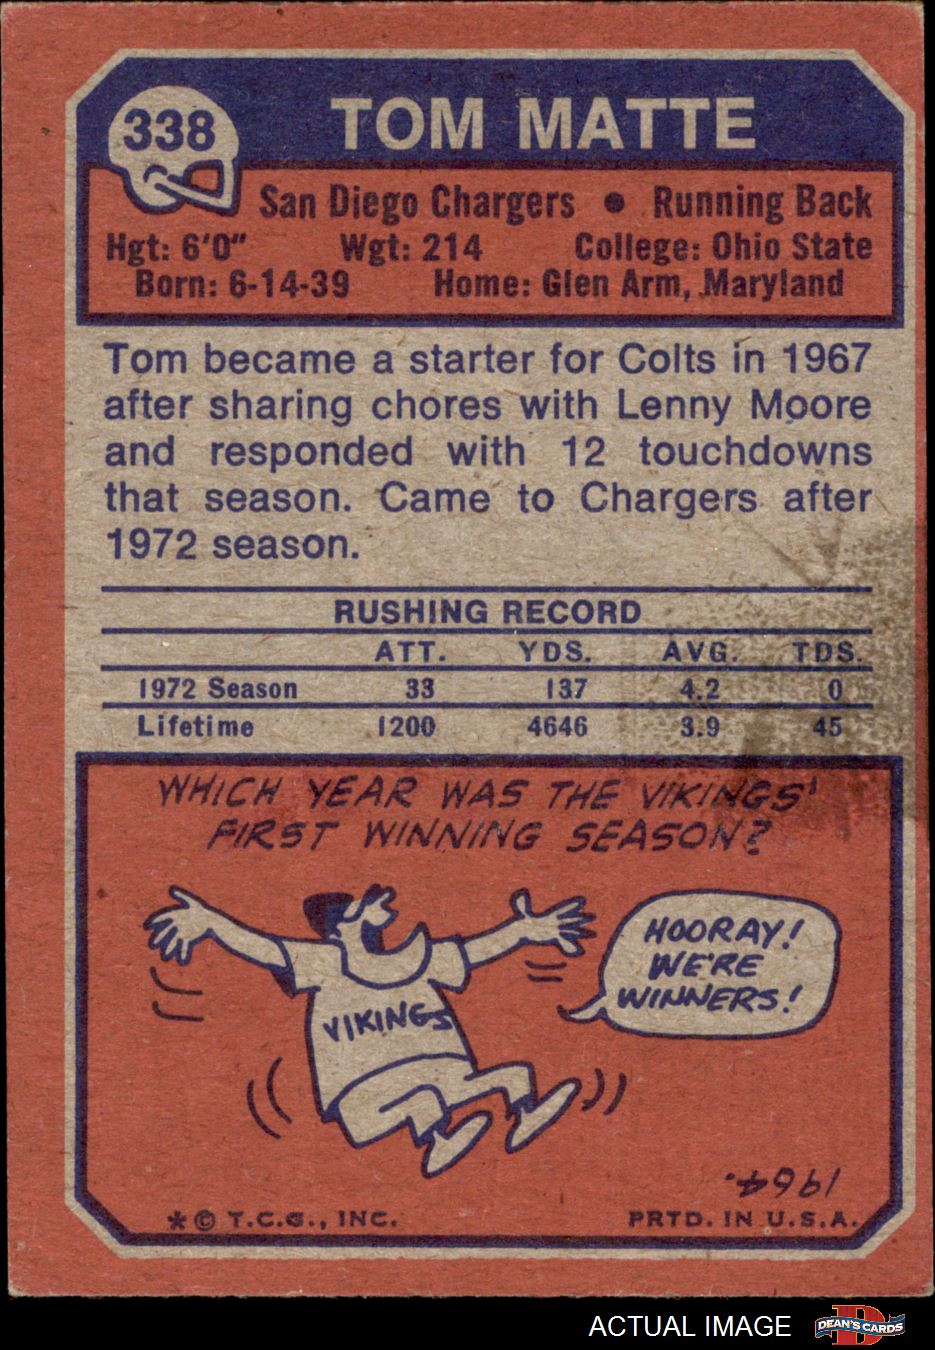 338
TOM MATTE
San Diego Chargers • Running Back
Hgt: 6'0" Wgt: 214 College: Ohio State
Born: 6-14-39 Home: Glen Arm, Maryland
Tom became a starter for Colts in 1967
after sharing chores with Lenny Moore
and responded with 12 touchdowns
that season. Came to Chargers after
1972 season.
RUSHING RECORD
ATT. YDS. AVG. TDS.
1972 Season 33 137 4.2 0
Lifetime 1200 4646 3.9 45
WHICH YEAR WAS THE VIKINGS'
FIRST WINNING SEASON?
HOORAY!
WE'RE
WINNERS!
VIKINGS
1964.
*© T.C.G., INC. PRTD. IN U.S.A.
ACTUAL IMAGE
D
DEAN'S CARDS